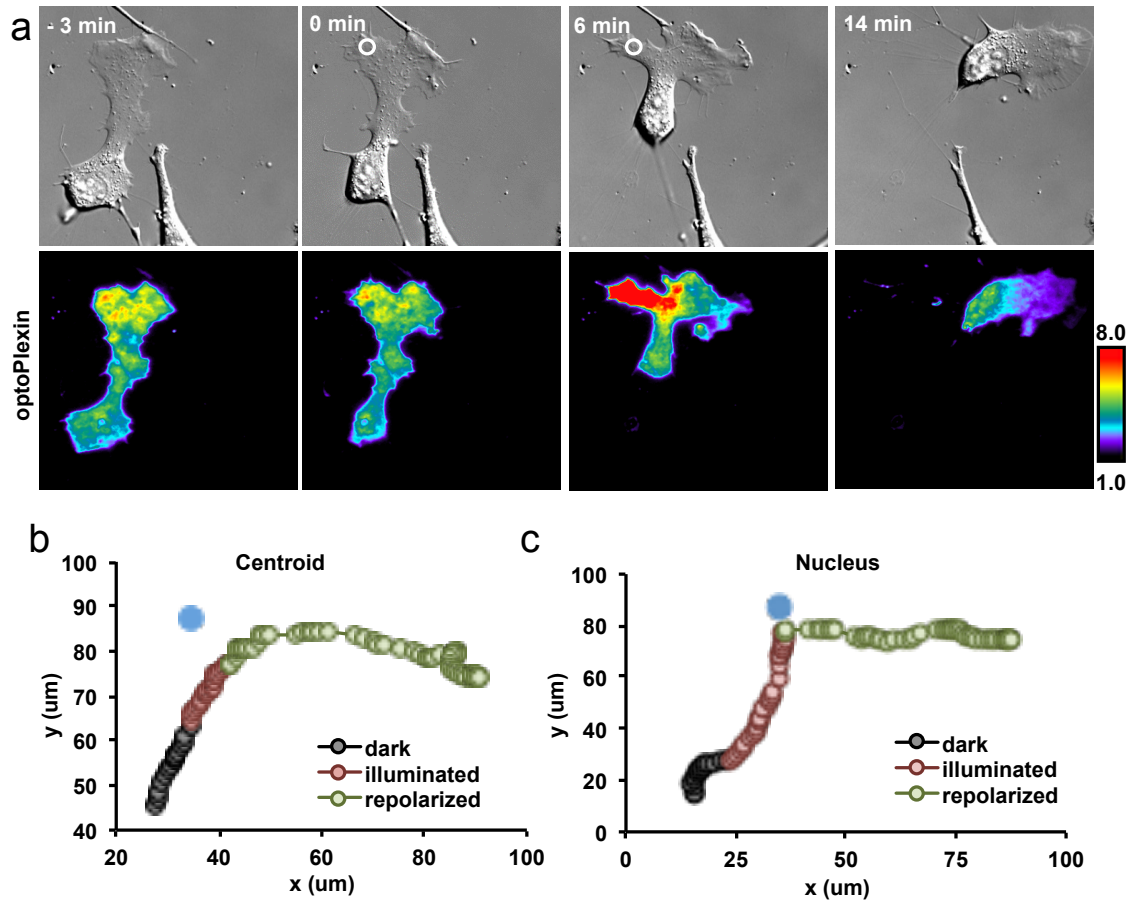 a
- 3 min
0 min
6 min
14 min
optoPlexin
8.0
1.0
b
Centroid
100
90
80
70
60
50
40
20
40
60
80
100
y (um)
x (um)
dark
illuminated
repolarized
c
Nucleus
100
80
60
40
20
0
0
25
50
75
100
y (um)
x (um)
dark
illuminated
repolarized